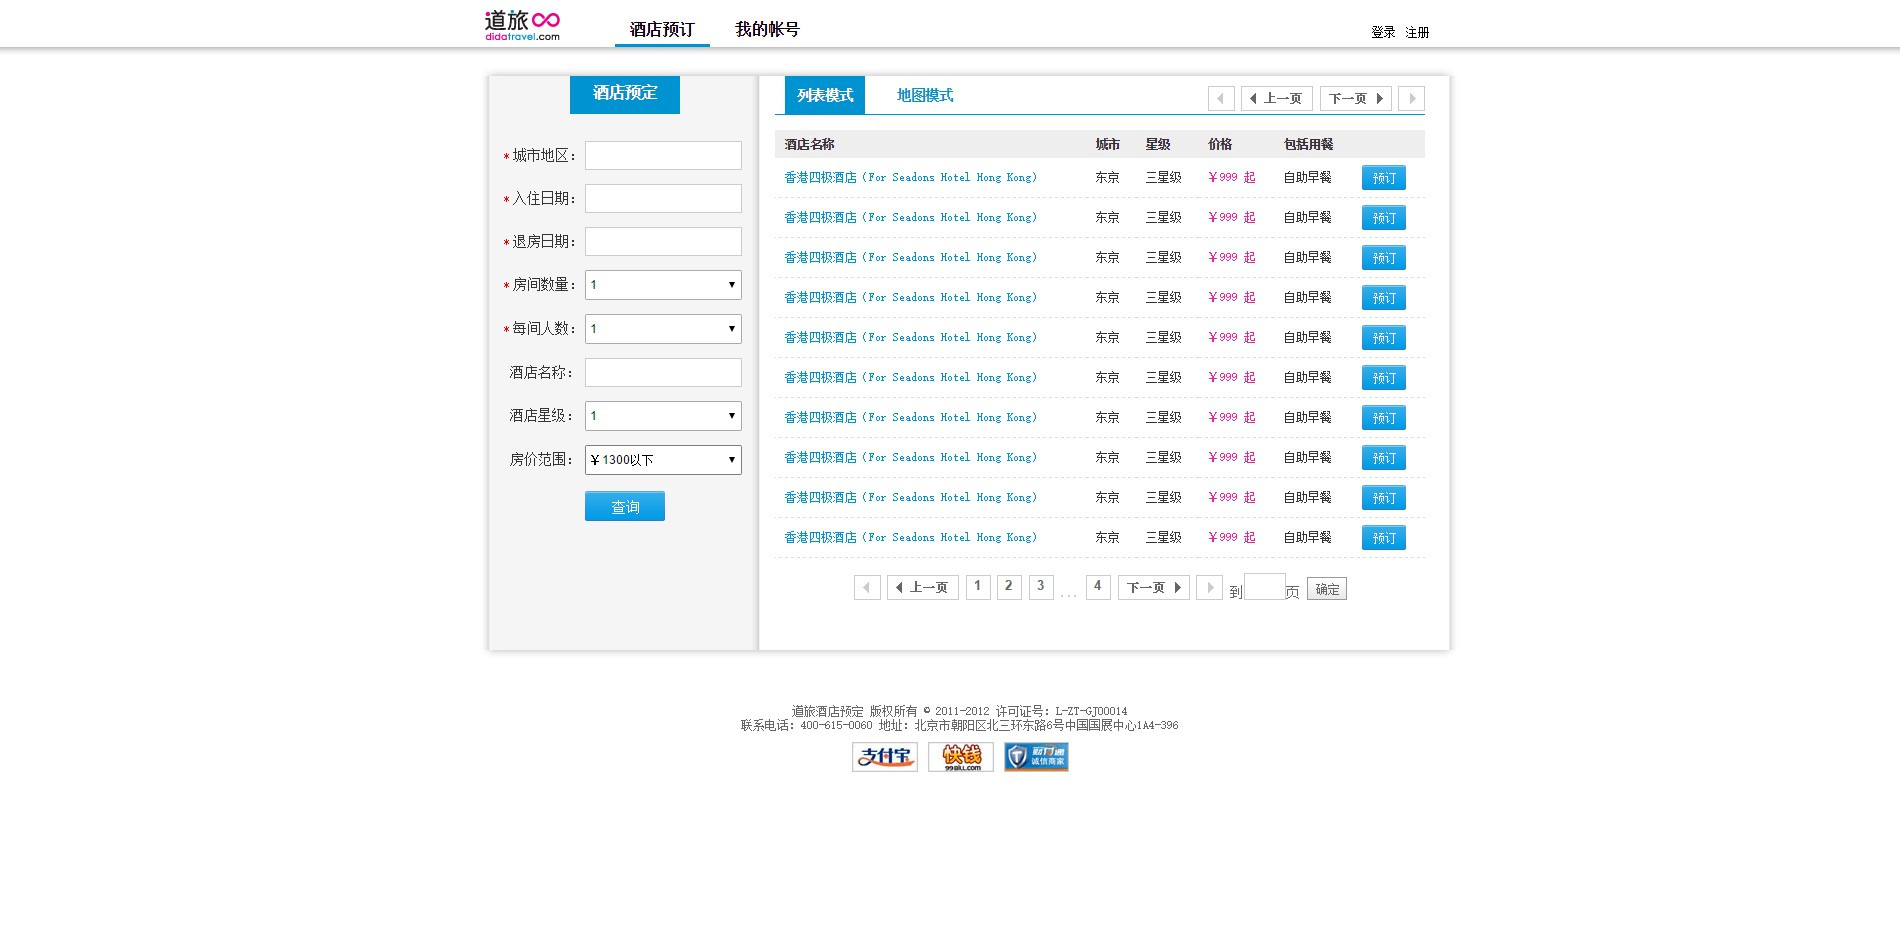 道旅
didatravel.com
酒店预订 我的帐号
登录 注册
酒店预定
*城市地区：
*入住日期：
*退房日期：
*房间数量： 1
*每间人数： 1
酒店名称：
酒店星级： 1
房价范围： ￥1300以下
查询
列表模式 地图模式 上一页 下一页
酒店名称 城市 星级 价格 包括用餐
香港四极酒店（For Seadons Hotel Hong Kong） 东京 三星级 ￥999 起 自助早餐 预订
香港四极酒店（For Seadons Hotel Hong Kong） 东京 三星级 ￥999 起 自助早餐 预订
香港四极酒店（For Seadons Hotel Hong Kong） 东京 三星级 ￥999 起 自助早餐 预订
香港四极酒店（For Seadons Hotel Hong Kong） 东京 三星级 ￥999 起 自助早餐 预订
香港四极酒店（For Seadons Hotel Hong Kong） 东京 三星级 ￥999 起 自助早餐 预订
香港四极酒店（For Seadons Hotel Hong Kong） 东京 三星级 ￥999 起 自助早餐 预订
香港四极酒店（For Seadons Hotel Hong Kong） 东京 三星级 ￥999 起 自助早餐 预订
香港四极酒店（For Seadons Hotel Hong Kong） 东京 三星级 ￥999 起 自助早餐 预订
香港四极酒店（For Seadons Hotel Hong Kong） 东京 三星级 ￥999 起 自助早餐 预订
香港四极酒店（For Seadons Hotel Hong Kong） 东京 三星级 ￥999 起 自助早餐 预订
上一页 1 2 3 ... 4 下一页 到 页 确定
道旅酒店预定 版权所有 © 2011-2012 许可证号：L-ZT-GJ00014
联系电话：400-615-0060 地址：北京市朝阳区北三环东路6号中国国展中心1A4-396
支付宝 快钱 财付通
99BILL.COM 诚信商家